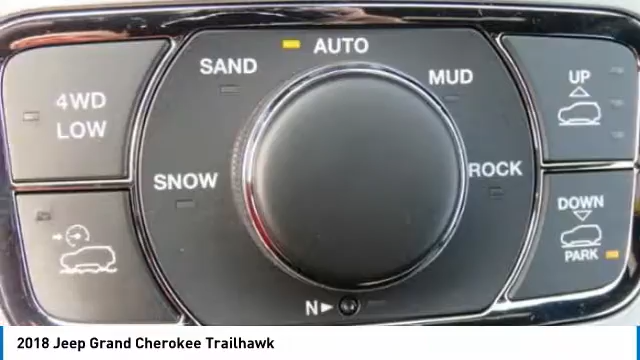 AUTO
SAND
MUD
4WD
LOW
UP
SNOW
ROCK
DOWN
PARK
N
2018 Jeep Grand Cherokee Trailhawk